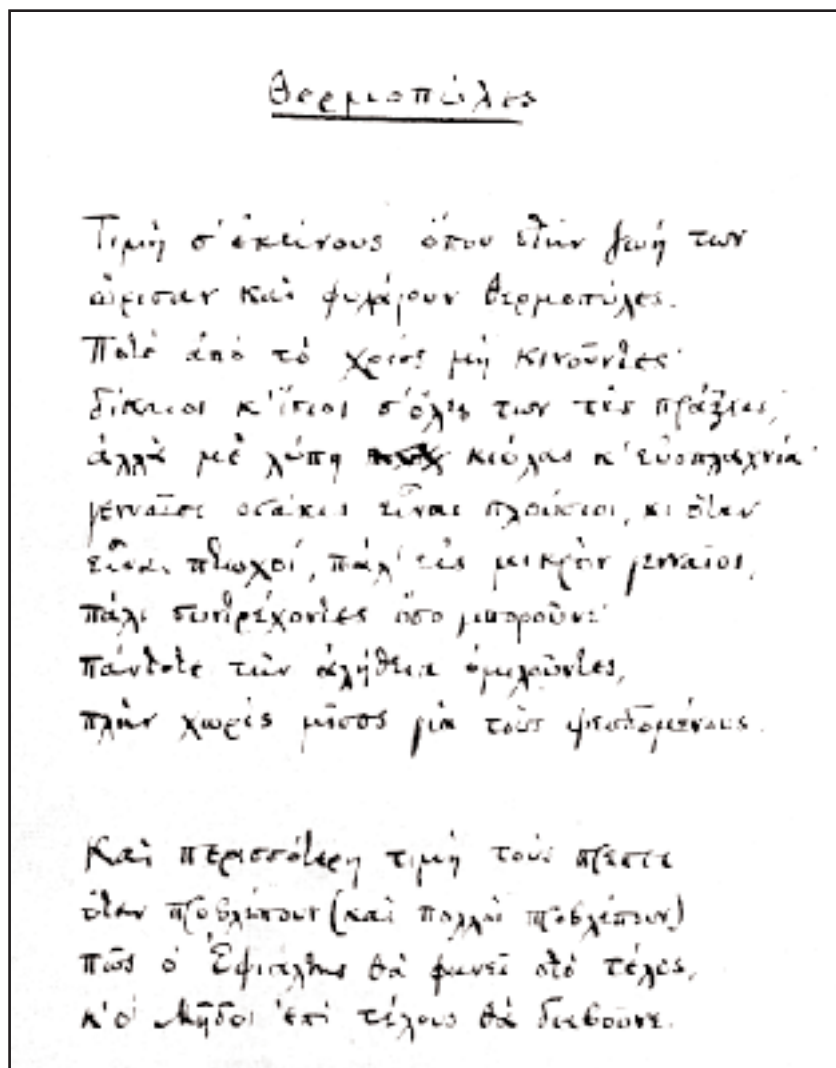 Θερμοπύλες
Τιμή σ' ἐκείνους ὅπου στὴν ζωή των
ὥρισαν καὶ φυλάγουν Θερμοπύλες.
Ποτὲ ἀπὸ τὸ χρέος μὴ κινοῦντες·
δίκαιοι κ' ἴσιοι σ' ὅλες των τὲς πράξεις,
ἀλλὰ μὲ λύπη κιόλας κ' εὐσπλαχνία·
γενναῖοι ὁσάκις εἶναι πλούσιοι, κι ὅταν
εἶναι πτωχοί, πάλ' εἰς μικρὸν γενναῖοι,
πάλι συντρέχοντες ὅσο μποροῦνε·
πάντοτε τὴν ἀλήθεια ὁμιλοῦντες,
πλὴν χωρὶς μῖσος γιὰ τοὺς ψευδομένους.
Καὶ περισσότερη τιμὴ τοὺς πρέπει
ὅταν προβλέπουν (καὶ πολλοὶ προβλέπουν)
πῶς ὁ Ἐφιάλτης θὰ φανεῖ στὸ τέλος,
κ' οἱ Μῆδοι ἐπὶ τέλους θὰ διαβοῦνε.